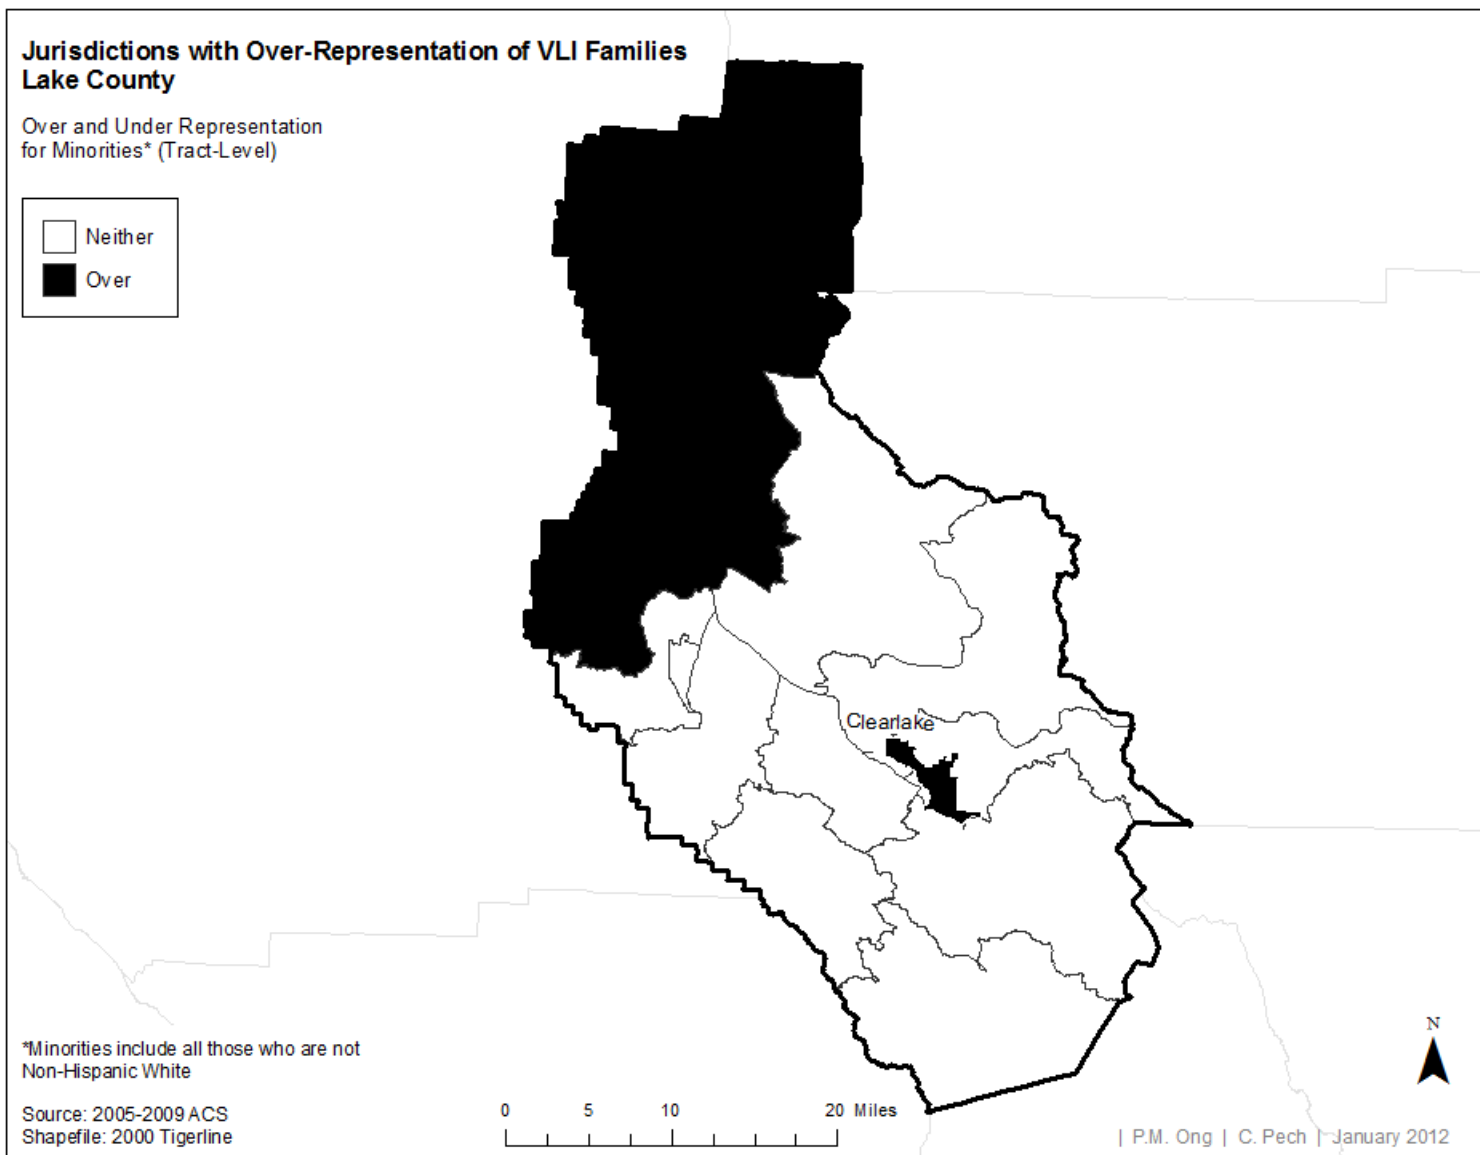 Jurisdictions with Over-Representation of VLI Families
Lake County
Over and Under Representation
for Minorities* (Tract-Level)
Neither
Over
Clearlake
*Minorities include all those who are not
Non-Hispanic White
Source: 2005-2009 ACS
Shapefile: 2000 Tigerline
0 5 10 20 Miles
N
| P.M. Ong | C. Pech | January 2012